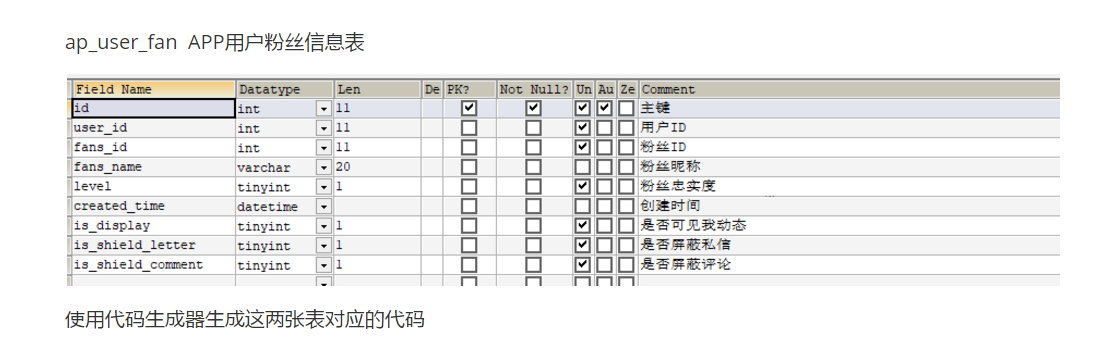 ap_user_fan APP用户粉丝信息表
Field Name Datatype Len De PK? Not Null? Un Au Ze Comment
id int 11 主键
user_id int 11 用户ID
fans_id int 11 粉丝ID
fans_name varchar 20 粉丝昵称
level tinyint 1 粉丝忠实度
created_time datetime 创建时间
is_display tinyint 1 是否可见我动态
is_shield_letter tinyint 1 是否屏蔽私信
is_shield_comment tinyint 1 是否屏蔽评论
使用代码生成器生成这两张表对应的代码